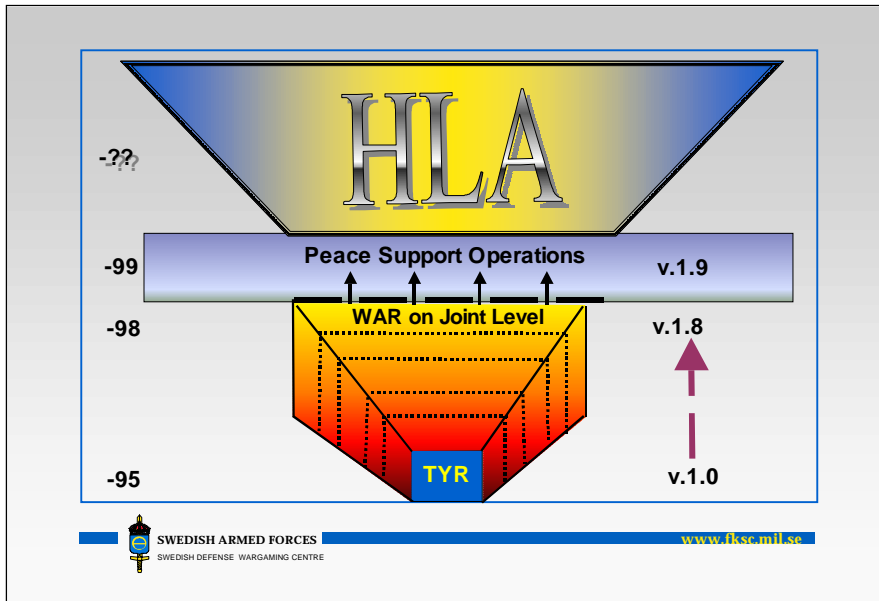 HLA
-??
Peace Support Operations
-99
v.1.9
WAR on Joint Level
-98
v.1.8
TYR
-95
v.1.0
SWEDISH ARMED FORCES
SWEDISH DEFENSE WARGAMING CENTRE
www.fksc.mil.se